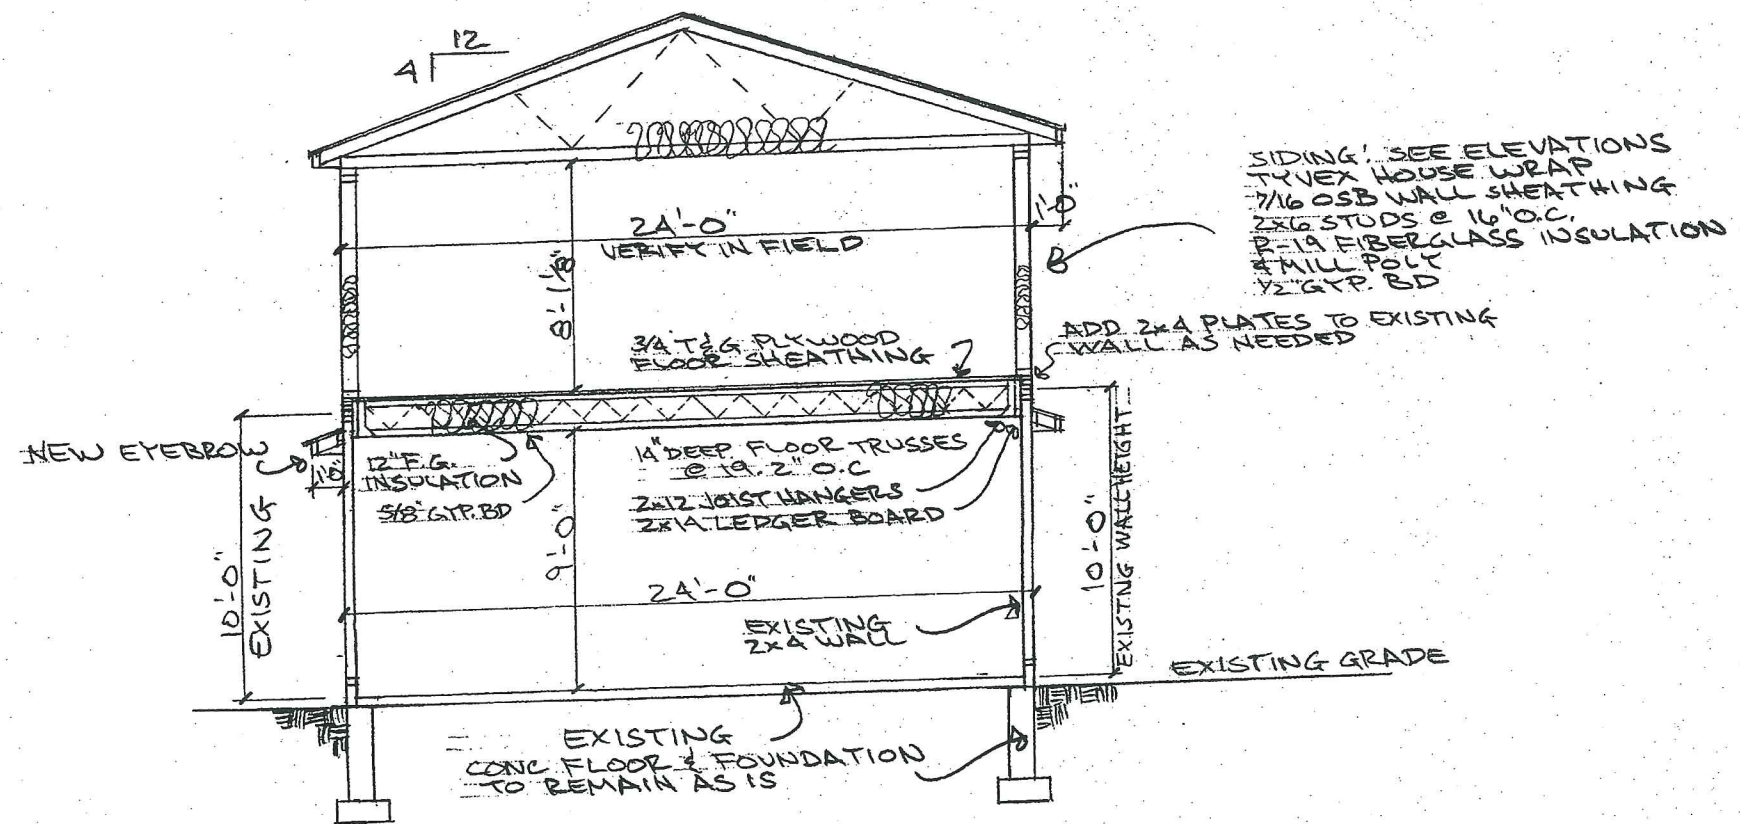 12
4
SIDING: SEE ELEVATIONS
TYVEX HOUSE WRAP
7/16 OSB WALL SHEATHING
2x6 STUDS @ 16" O.C.
R-19 FIBERGLASS INSULATION
4 MILL POLY
1/2" GYP. BD
1'-0"
24'-0"
VERIFY IN FIELD
8'-1 1/8"
ADD 2x4 PLATES TO EXISTING
WALL AS NEEDED
3/4 T&G PLYWOOD
FLOOR SHEATHING
NEW EYEBROW
1'0"
12" F.G.
INSULATION
5/8" GYP. BD
14" DEEP FLOOR TRUSSES
@ 19.2" O.C
2x12 JOIST HANGERS
2x14 LEDGER BOARD
10'-0"
EXISTING
9'-0"
24'-0"
10'-0"
EXISTNG WALL HEIGHT
EXISTING
2x4 WALL
EXISTING GRADE
EXISTING
CONC FLOOR & FOUNDATION
TO REMAIN AS IS